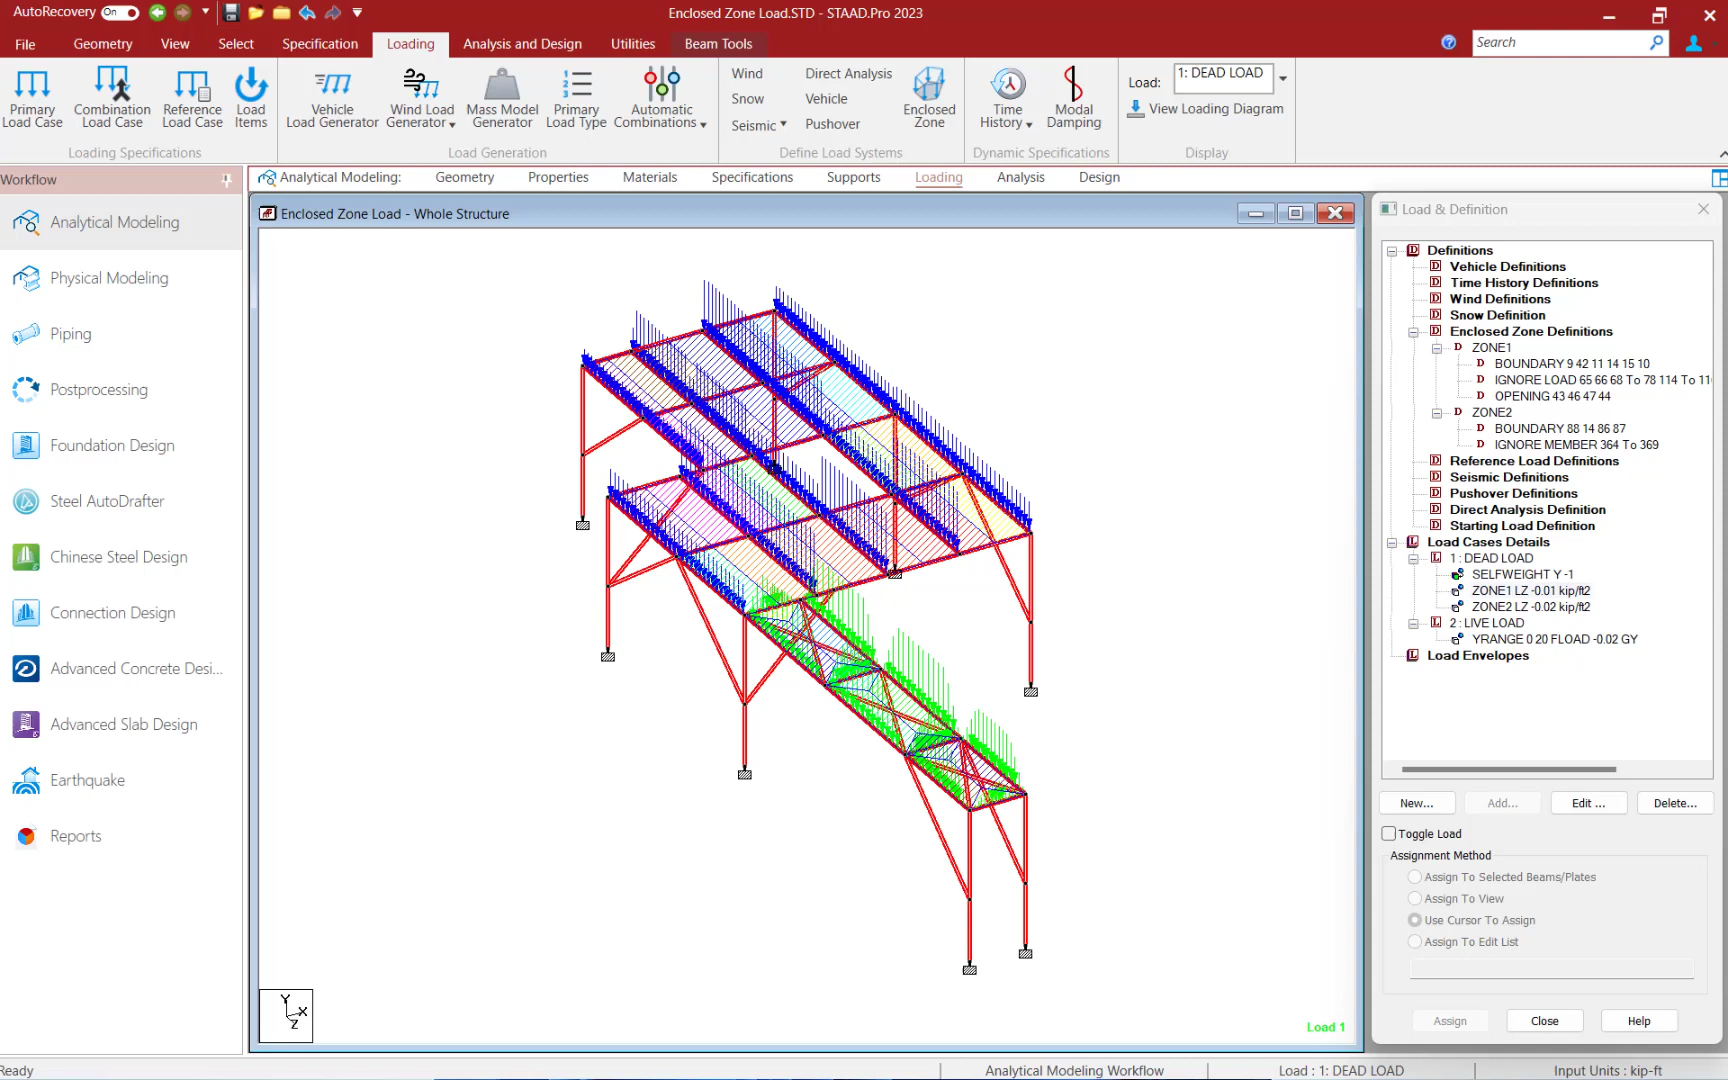 AutoRecovery On
Enclosed Zone Load.STD - STAAD.Pro 2023
File
Geometry
View
Select
Specification
Loading
Analysis and Design
Utilities
Beam Tools
Search
Primary
Load Case
Combination
Load Case
Reference
Load Case
Load
Items
Loading Specifications
Vehicle
Load Generator
Wind Load
Generator
Mass Model
Generator
Primary
Load Type
Automatic
Combinations
Load Generation
Wind
Snow
Seismic
Direct Analysis
Vehicle
Pushover
Enclosed
Zone
Define Load Systems
Time
History
Modal
Damping
Dynamic Specifications
Load: 1: DEAD LOAD
View Loading Diagram
Display
Workflow
Analytical Modeling
Physical Modeling
Piping
Postprocessing
Foundation Design
Steel AutoDrafter
Chinese Steel Design
Connection Design
Advanced Concrete Desi...
Advanced Slab Design
Earthquake
Reports
Analytical Modeling:
Geometry
Properties
Materials
Specifications
Supports
Loading
Analysis
Design
Enclosed Zone Load - Whole Structure
Y
X
Z
Load 1
Load & Definition
Definitions
Vehicle Definitions
Time History Definitions
Wind Definitions
Snow Definition
Enclosed Zone Definitions
ZONE1
BOUNDARY 9 42 11 14 15 10
IGNORE LOAD 65 66 68 To 78 114 To 11
OPENING 43 46 47 44
ZONE2
BOUNDARY 88 14 86 87
IGNORE MEMBER 364 To 369
Reference Load Definitions
Seismic Definitions
Pushover Definitions
Direct Analysis Definition
Starting Load Definition
Load Cases Details
1 : DEAD LOAD
SELFWEIGHT Y -1
ZONE1 LZ -0.01 kip/ft2
ZONE2 LZ -0.02 kip/ft2
2 : LIVE LOAD
YRANGE 0 20 FLOAD -0.02 GY
Load Envelopes
New...
Add...
Edit ...
Delete...
Toggle Load
Assignment Method
Assign To Selected Beams/Plates
Assign To View
Use Cursor To Assign
Assign To Edit List
Assign
Close
Help
Ready
Analytical Modeling Workflow
Load : 1: DEAD LOAD
Input Units : kip-ft